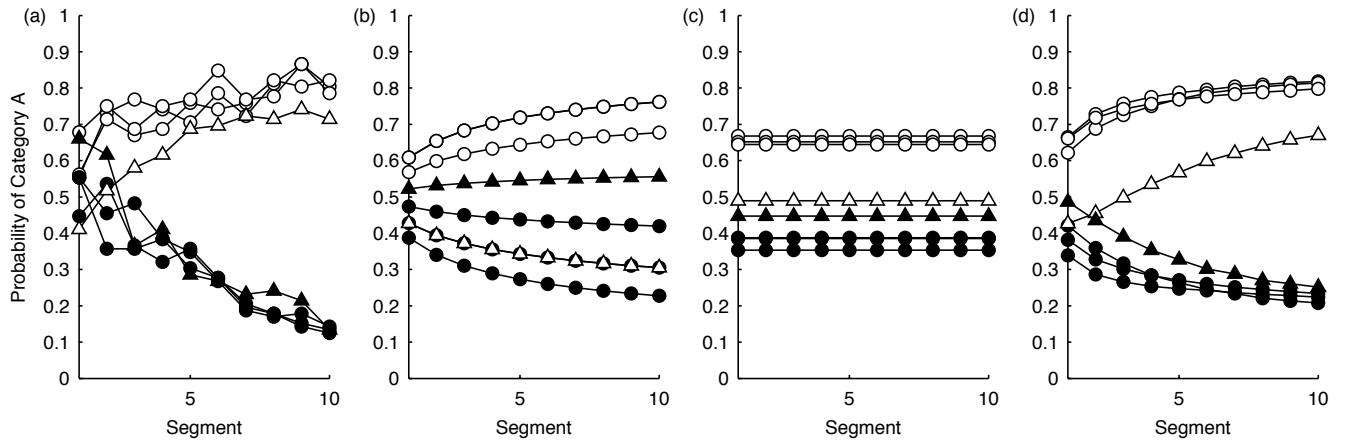 (a) (b) (c) (d)
1 1 1 1
0.9 0.9 0.9 0.9
0.8 0.8 0.8 0.8
0.7 0.7 0.7 0.7
0.6 0.6 0.6 0.6
0.5 0.5 0.5 0.5
0.4 0.4 0.4 0.4
0.3 0.3 0.3 0.3
0.2 0.2 0.2 0.2
0.1 0.1 0.1 0.1
0 0 0 0
Probability of Category A
5 10 5 10 5 10 5 10
Segment Segment Segment Segment